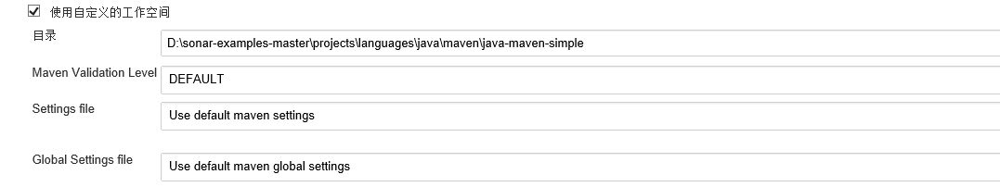 使用自定义的工作空间
目录 D:\sonar-examples-master\projects\languages\java\maven\java-maven-simple
Maven Validation Level DEFAULT
Settings file Use default maven settings
Global Settings file Use default maven global settings